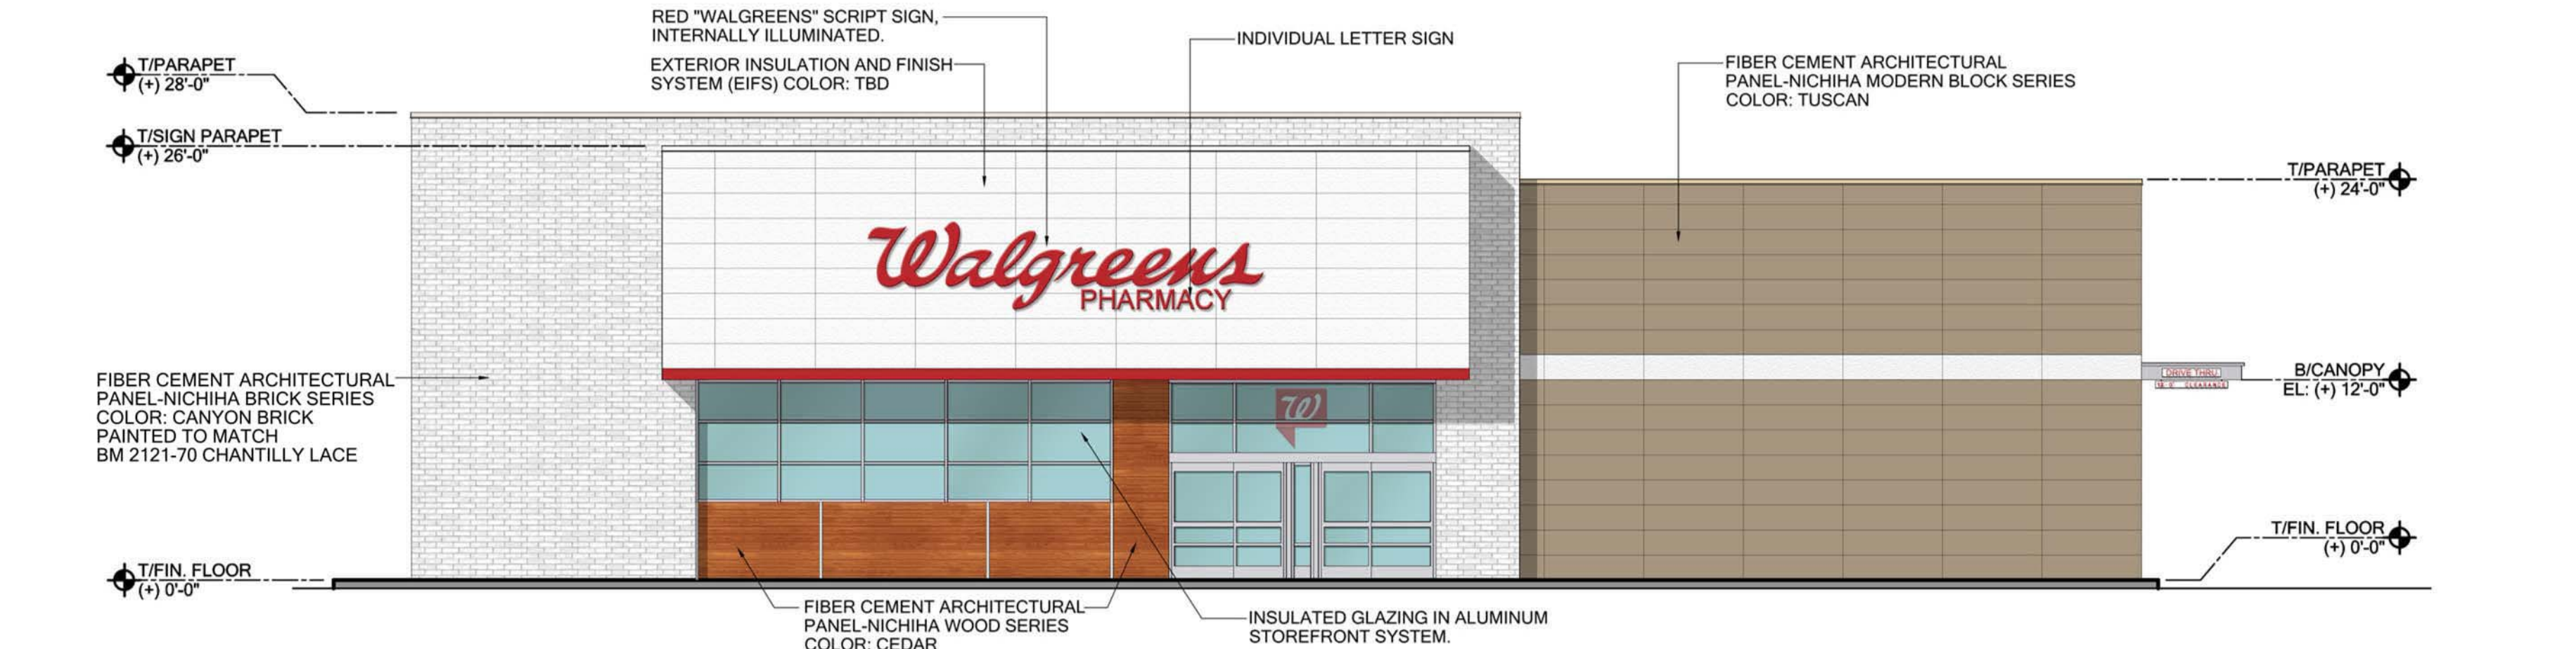 RED "WALGREENS" SCRIPT SIGN,
INTERNALLY ILLUMINATED.
INDIVIDUAL LETTER SIGN
EXTERIOR INSULATION AND FINISH
SYSTEM (EIFS) COLOR: TBD
FIBER CEMENT ARCHITECTURAL
PANEL-NICHIHA MODERN BLOCK SERIES
COLOR: TUSCAN
T/PARAPET
(+) 28'-0"
T/SIGN PARAPET
(+) 26'-0"
T/PARAPET
(+) 24'-0"
Walgreens
PHARMACY
FIBER CEMENT ARCHITECTURAL
PANEL-NICHIHA BRICK SERIES
COLOR: CANYON BRICK
PAINTED TO MATCH
BM 2121-70 CHANTILLY LACE
W
DRIVE THRU
CLEARANCE
B/CANOPY
EL: (+) 12'-0"
T/FIN. FLOOR
(+) 0'-0"
T/FIN. FLOOR
(+) 0'-0"
FIBER CEMENT ARCHITECTURAL
PANEL-NICHIHA WOOD SERIES
COLOR: CEDAR
INSULATED GLAZING IN ALUMINUM
STOREFRONT SYSTEM.